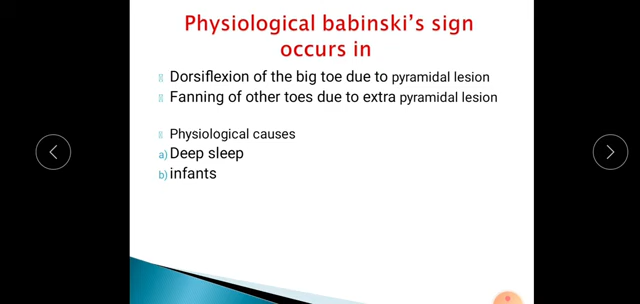 Physiological babinski's sign
occurs in
Dorsiflexion of the big toe due to pyramidal lesion
Fanning of other toes due to extra pyramidal lesion
Physiological causes
a) Deep sleep
b) infants